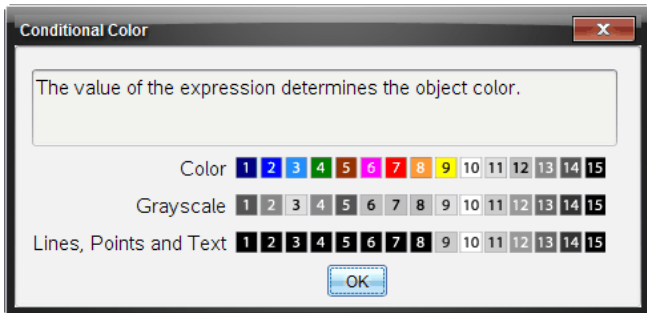 Conditional Color
x
The value of the expression determines the object color.
Color 1 2 3 4 5 6 7 8 9 10 11 12 13 14 15
Grayscale 1 2 3 4 5 6 7 8 9 10 11 12 13 14 15
Lines, Points and Text 1 2 3 4 5 6 7 8 9 10 11 12 13 14 15
OK